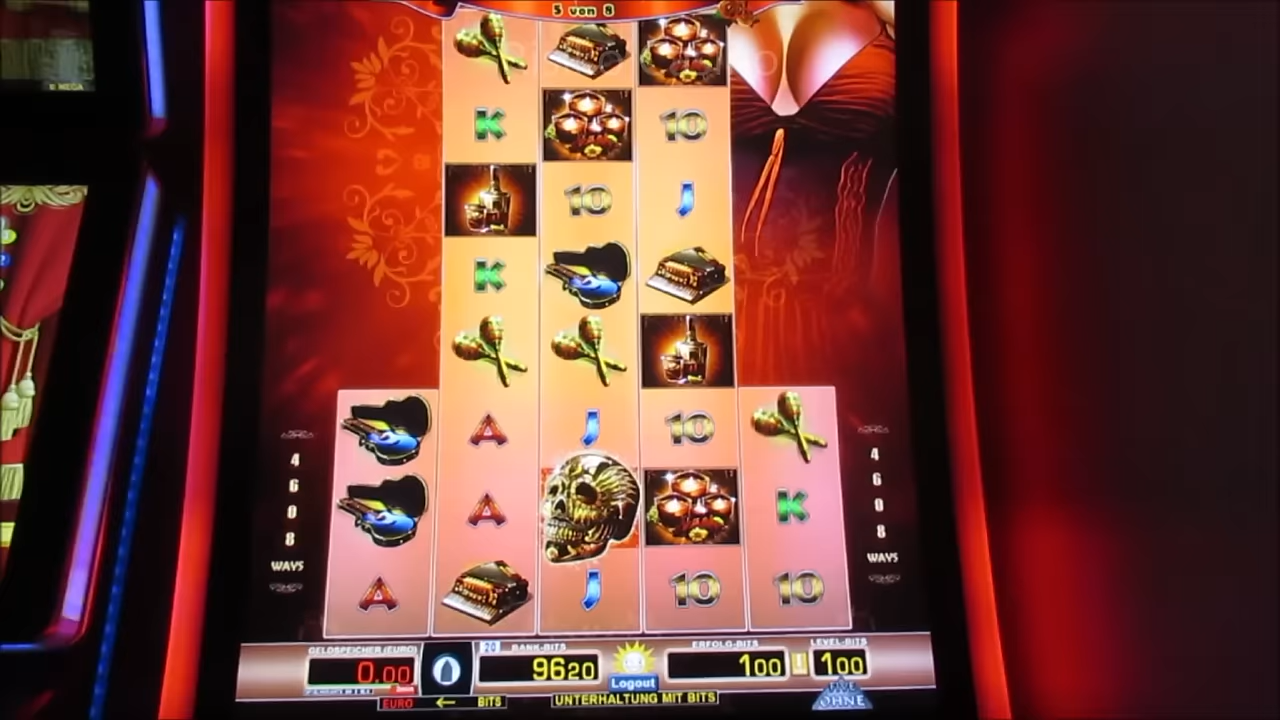 5 von 8
K 10
10 J
K
A J 10
A K
J 10 10
A
4
6
0
8
WAYS
4
6
0
8
WAYS
GELDSPEICHER (EURO) 20 BANK-BITS ERFOLG-BITS LEVEL-BITS
0.00 9620 100 100
Logout
EURO ← BITS UNTERHALTUNG MIT BITS
FIVE
OHNE